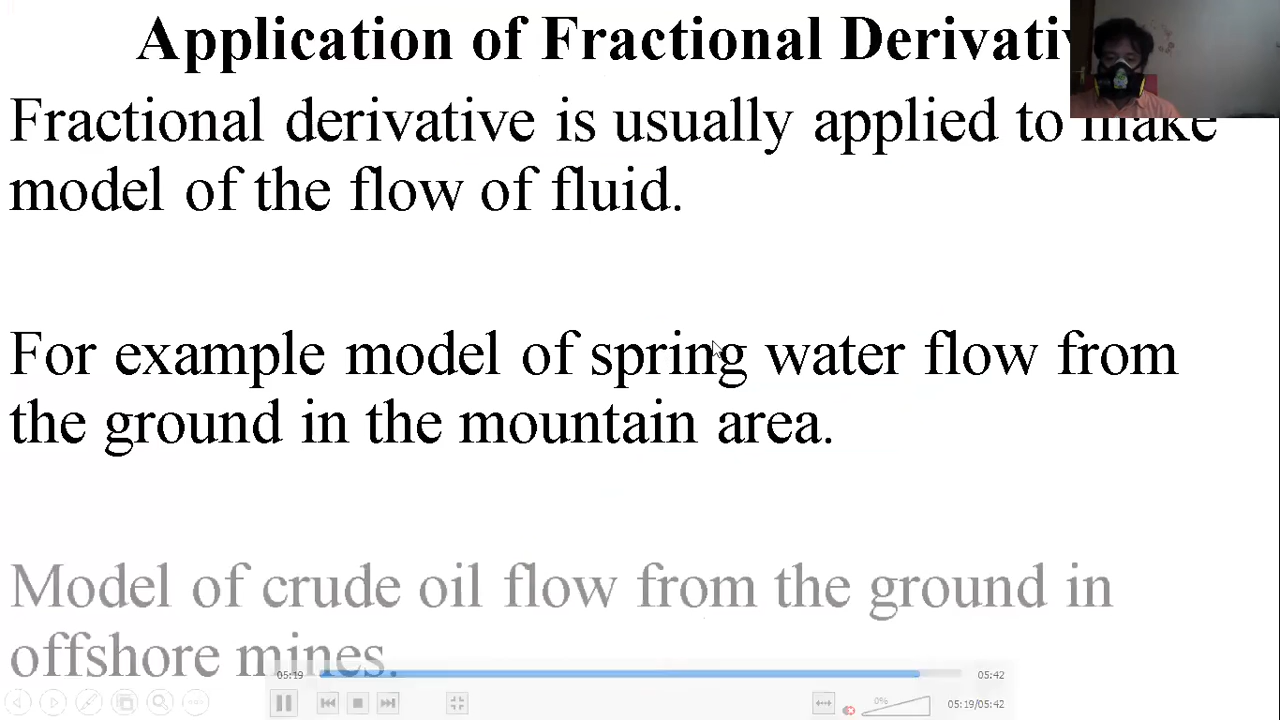 Application of Fractional
Fractional derivative is usually applied to make
model of the flow of fluid.
For example model of spring water flow from
the ground in the mountain area.
Model of crude oil flow from the ground in
offshore mines.
05:19
05:42
0%
05:19/05:42